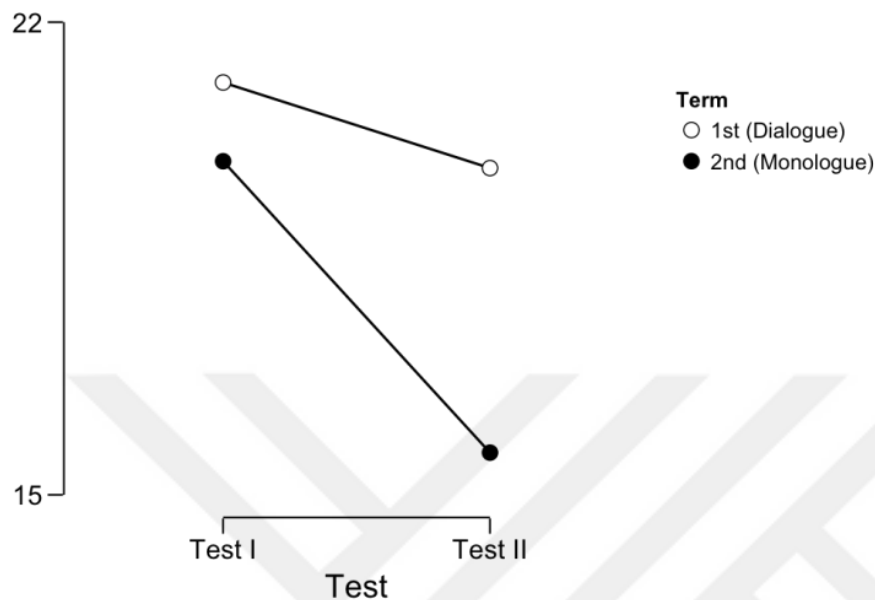 22
Term
1st (Dialogue)
2nd (Monologue)
15
Test I Test II
Test